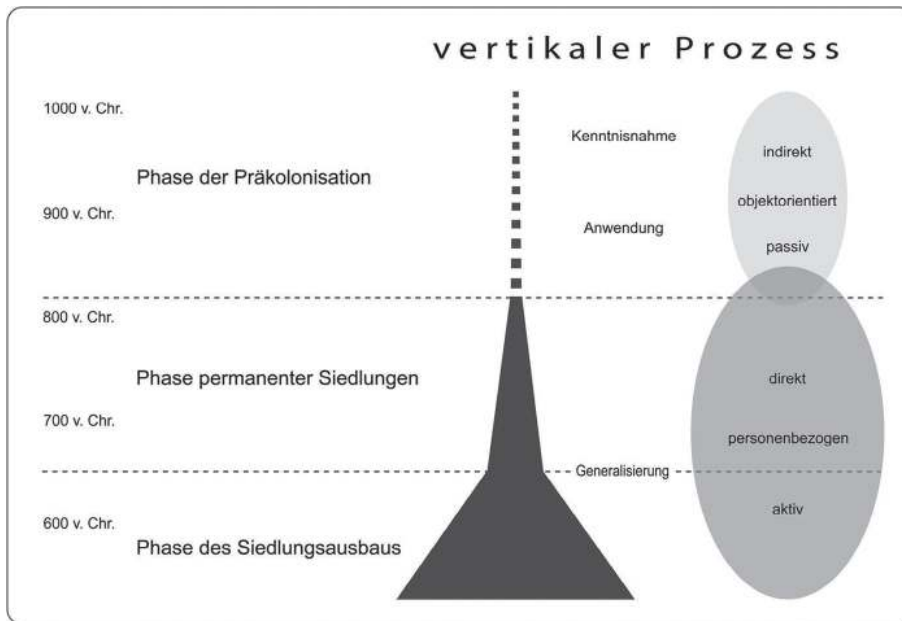 vertikaler Prozess
1000 v. Chr.
Kenntnisnahme
indirekt
Phase der Präkolonisation
objektorientiert
900 v. Chr.
Anwendung
passiv
800 v. Chr.
Phase permanenter Siedlungen
direkt
700 v. Chr.
personenbezogen
Generalisierung
aktiv
600 v. Chr.
Phase des Siedlungsausbaus